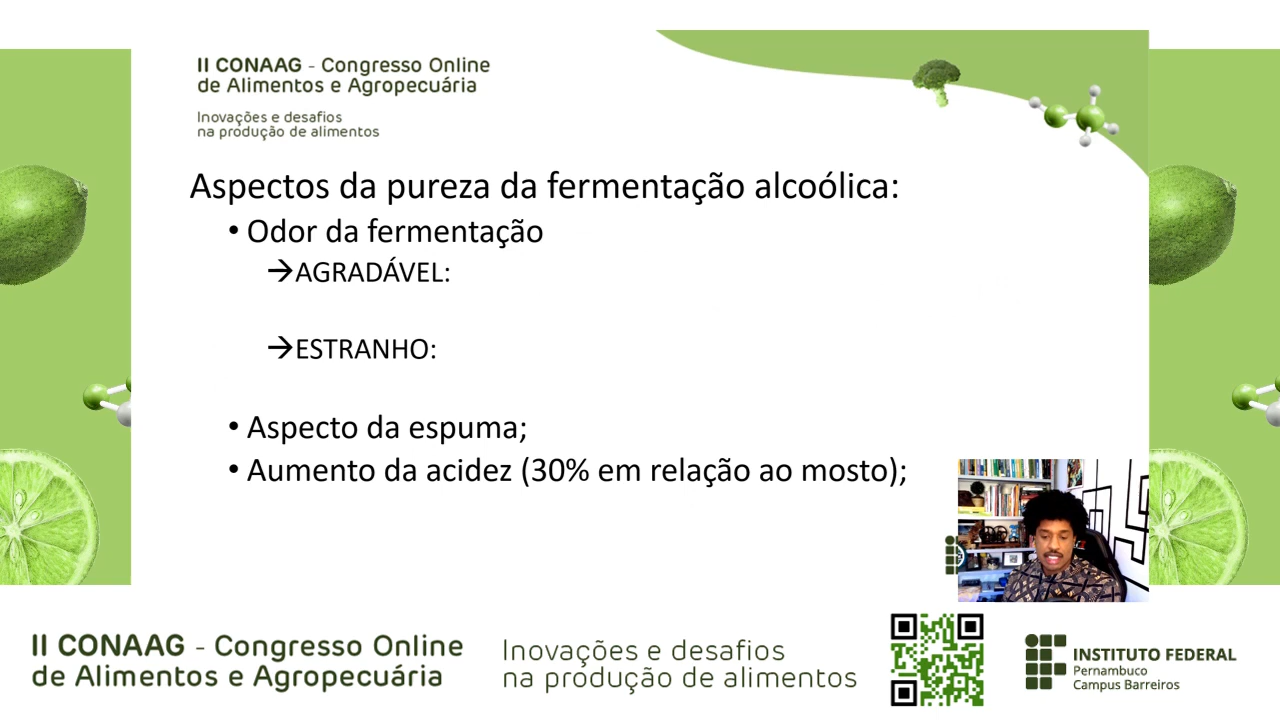 II CONAAG - Congresso Online
de Alimentos e Agropecuária
Inovações e desafios
na produção de alimentos
Aspectos da pureza da fermentação alcoólica:
• Odor da fermentação
→AGRADÁVEL:
→ESTRANHO:
• Aspecto da espuma;
• Aumento da acidez (30% em relação ao mosto);
II CONAAG - Congresso Online
de Alimentos e Agropecuária
Inovações e desafios
na produção de alimentos
INSTITUTO FEDERAL
Pernambuco
Campus Barreiros